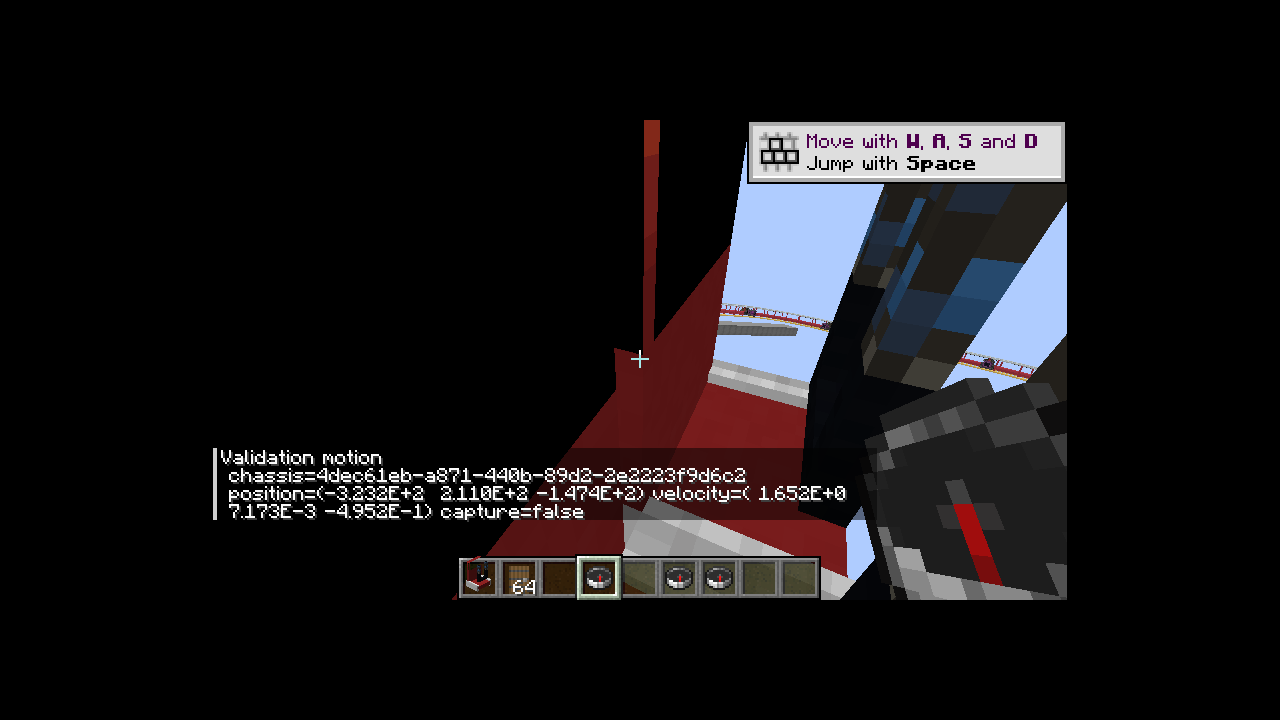 Move with W, A, S and D
Jump with Space
Validation motion
chassis=4dec61eb-a871-440b-89d2-2e2223f9d6c2
position=(-3.232E+2  2.110E+2 -1.474E+2) velocity=( 1.652E+0
7.173E-3 -4.952E-1) capture=false
64